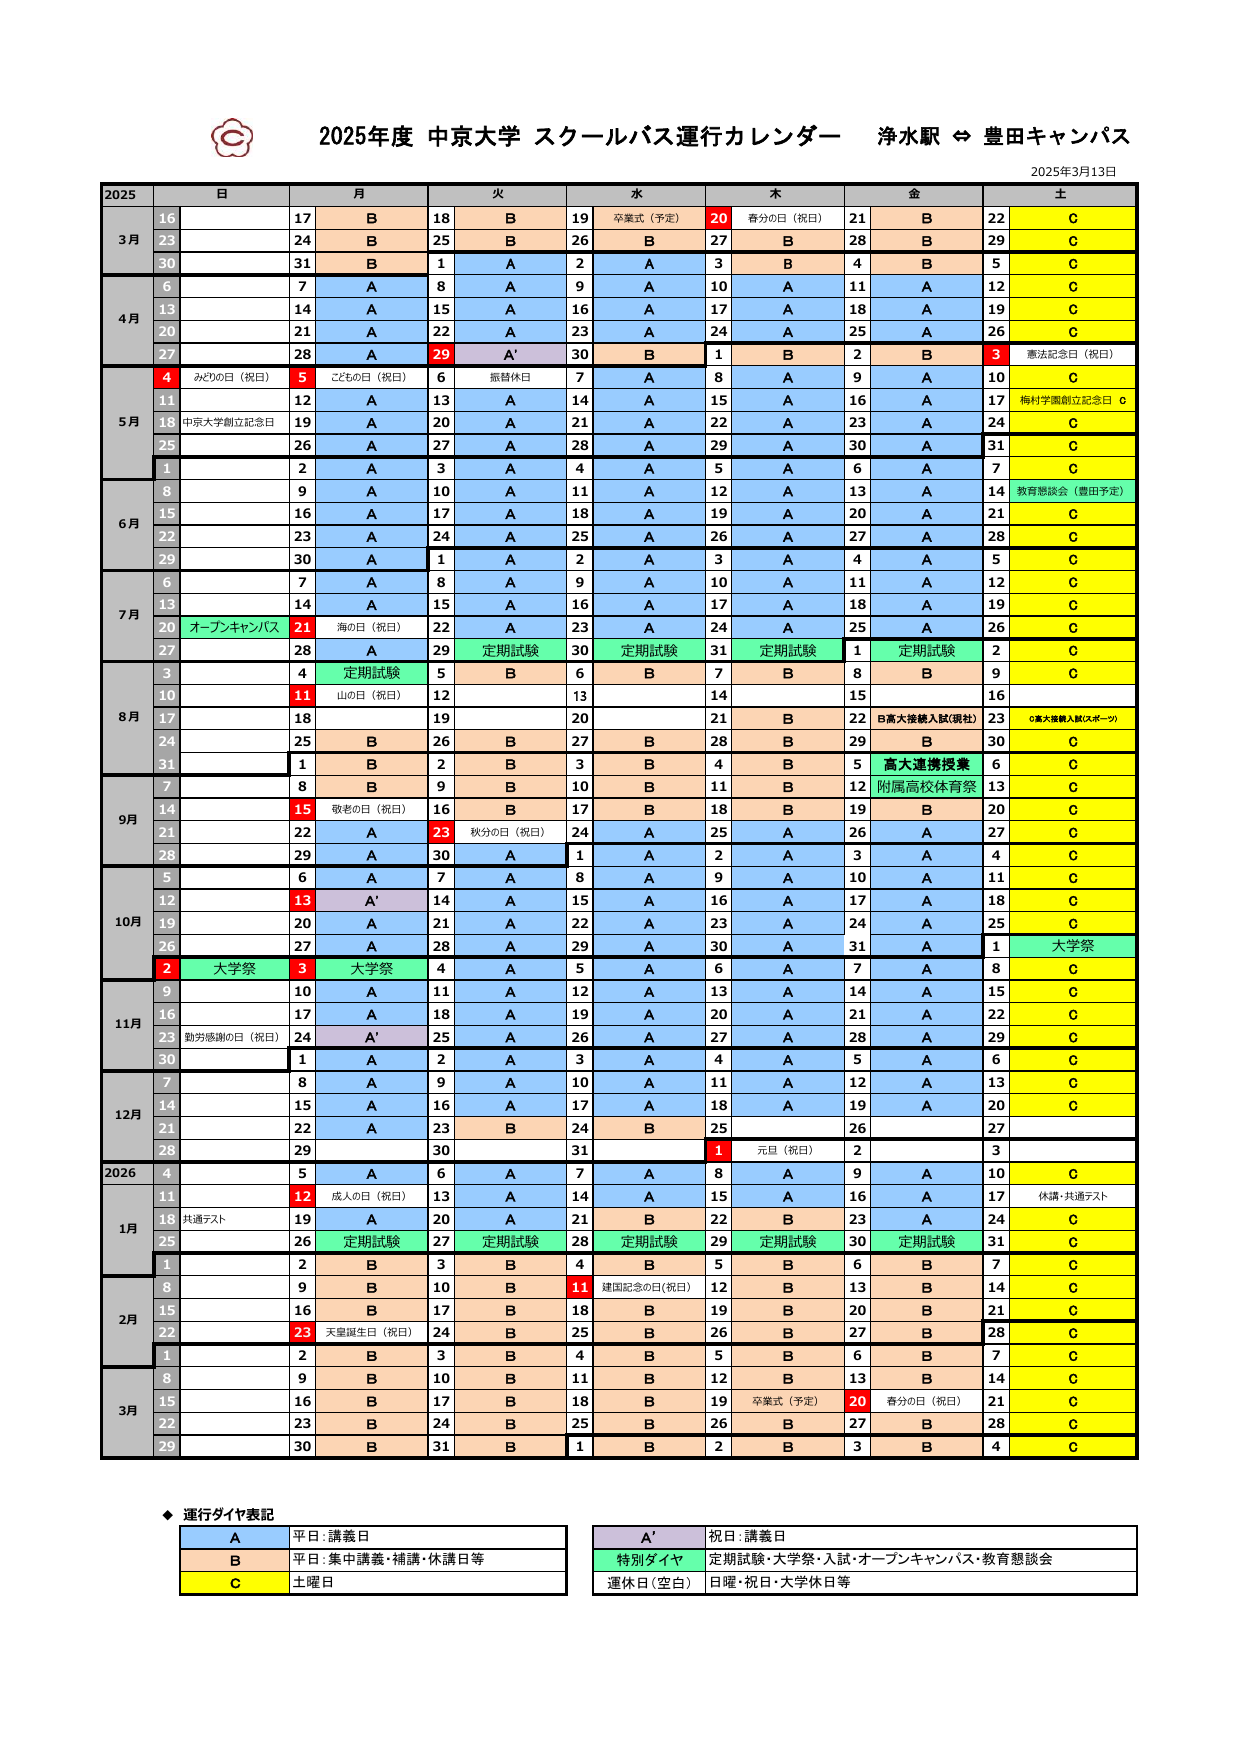 2025年度 中京大学 スクールバス運行カレンダー 浄水駅 ⇔ 豊田キャンパス
2025年3月13日
2025 日 月 火 水 木 金 土
3月
16 17 B 18 B 19 卒業式（予定） 20 春分の日（祝日） 21 B 22 C
23 24 B 25 B 26 B 27 B 28 B 29 C
30 31 B 1 A 2 A 3 B 4 B 5 C
4月
6 7 A 8 A 9 A 10 A 11 A 12 C
13 14 A 15 A 16 A 17 A 18 A 19 C
20 21 A 22 A 23 A 24 A 25 A 26 C
27 28 A 29 A' 30 B 1 B 2 B 3 憲法記念日（祝日）
5月
4 みどりの日（祝日） 5 こどもの日（祝日） 6 振替休日 7 A 8 A 9 A 10 C
11 12 A 13 A 14 A 15 A 16 A 17 梅村学園創立記念日 C
18 中京大学創立記念日 19 A 20 A 21 A 22 A 23 A 24 C
25 26 A 27 A 28 A 29 A 30 A 31 C
1 2 A 3 A 4 A 5 A 6 A 7 C
6月
8 9 A 10 A 11 A 12 A 13 A 14 教育懇談会（豊田予定）
15 16 A 17 A 18 A 19 A 20 A 21 C
22 23 A 24 A 25 A 26 A 27 A 28 C
29 30 A 1 A 2 A 3 A 4 A 5 C
7月
6 7 A 8 A 9 A 10 A 11 A 12 C
13 14 A 15 A 16 A 17 A 18 A 19 C
20 オープンキャンパス 21 海の日（祝日） 22 A 23 A 24 A 25 A 26 C
27 28 A 29 定期試験 30 定期試験 31 定期試験 1 定期試験 2 C
8月
3 4 定期試験 5 B 6 B 7 B 8 B 9 C
10 11 山の日（祝日） 12 13 14 15 16
17 18 19 20 21 B 22 B高大接続入試(現社) 23 C高大接続入試(スポーツ)
24 25 B 26 B 27 B 28 B 29 B 30 C
31 1 B 2 B 3 B 4 B 5 高大連携授業 6 C
9月
7 8 B 9 B 10 B 11 B 12 附属高校体育祭 13 C
14 15 敬老の日（祝日） 16 B 17 B 18 B 19 B 20 C
21 22 A 23 秋分の日（祝日） 24 A 25 A 26 A 27 C
28 29 A 30 A 1 A 2 A 3 A 4 C
10月
5 6 A 7 A 8 A 9 A 10 A 11 C
12 13 A' 14 A 15 A 16 A 17 A 18 C
19 20 A 21 A 22 A 23 A 24 A 25 C
26 27 A 28 A 29 A 30 A 31 A 1 大学祭
2 大学祭 3 大学祭 4 A 5 A 6 A 7 A 8 C
11月
9 10 A 11 A 12 A 13 A 14 A 15 C
16 17 A 18 A 19 A 20 A 21 A 22 C
23 勤労感謝の日（祝日） 24 A' 25 A 26 A 27 A 28 A 29 C
30 1 A 2 A 3 A 4 A 5 A 6 C
12月
7 8 A 9 A 10 A 11 A 12 A 13 C
14 15 A 16 A 17 A 18 A 19 A 20 C
21 22 A 23 B 24 B 25 26 27
28 29 30 31 1 元旦（祝日） 2 3
2026 4 5 A 6 A 7 A 8 A 9 A 10 C
1月
11 12 成人の日（祝日） 13 A 14 A 15 A 16 A 17 休講・共通テスト
18 共通テスト 19 A 20 A 21 B 22 B 23 A 24 C
25 26 定期試験 27 定期試験 28 定期試験 29 定期試験 30 定期試験 31 C
1 2 B 3 B 4 B 5 B 6 B 7 C
2月
8 9 B 10 B 11 建国記念の日(祝日) 12 B 13 B 14 C
15 16 B 17 B 18 B 19 B 20 B 21 C
22 23 天皇誕生日（祝日） 24 B 25 B 26 B 27 B 28 C
1 2 B 3 B 4 B 5 B 6 B 7 C
3月
8 9 B 10 B 11 B 12 B 13 B 14 C
15 16 B 17 B 18 B 19 卒業式（予定） 20 春分の日（祝日） 21 C
22 23 B 24 B 25 B 26 B 27 B 28 C
29 30 B 31 B 1 B 2 B 3 B 4 C
◆ 運行ダイヤ表記
A 平日：講義日 A' 祝日：講義日
B 平日：集中講義・補講・休講日等 特別ダイヤ 定期試験・大学祭・入試・オープンキャンパス・教育懇談会
C 土曜日 運休日（空白） 日曜・祝日・大学休日等